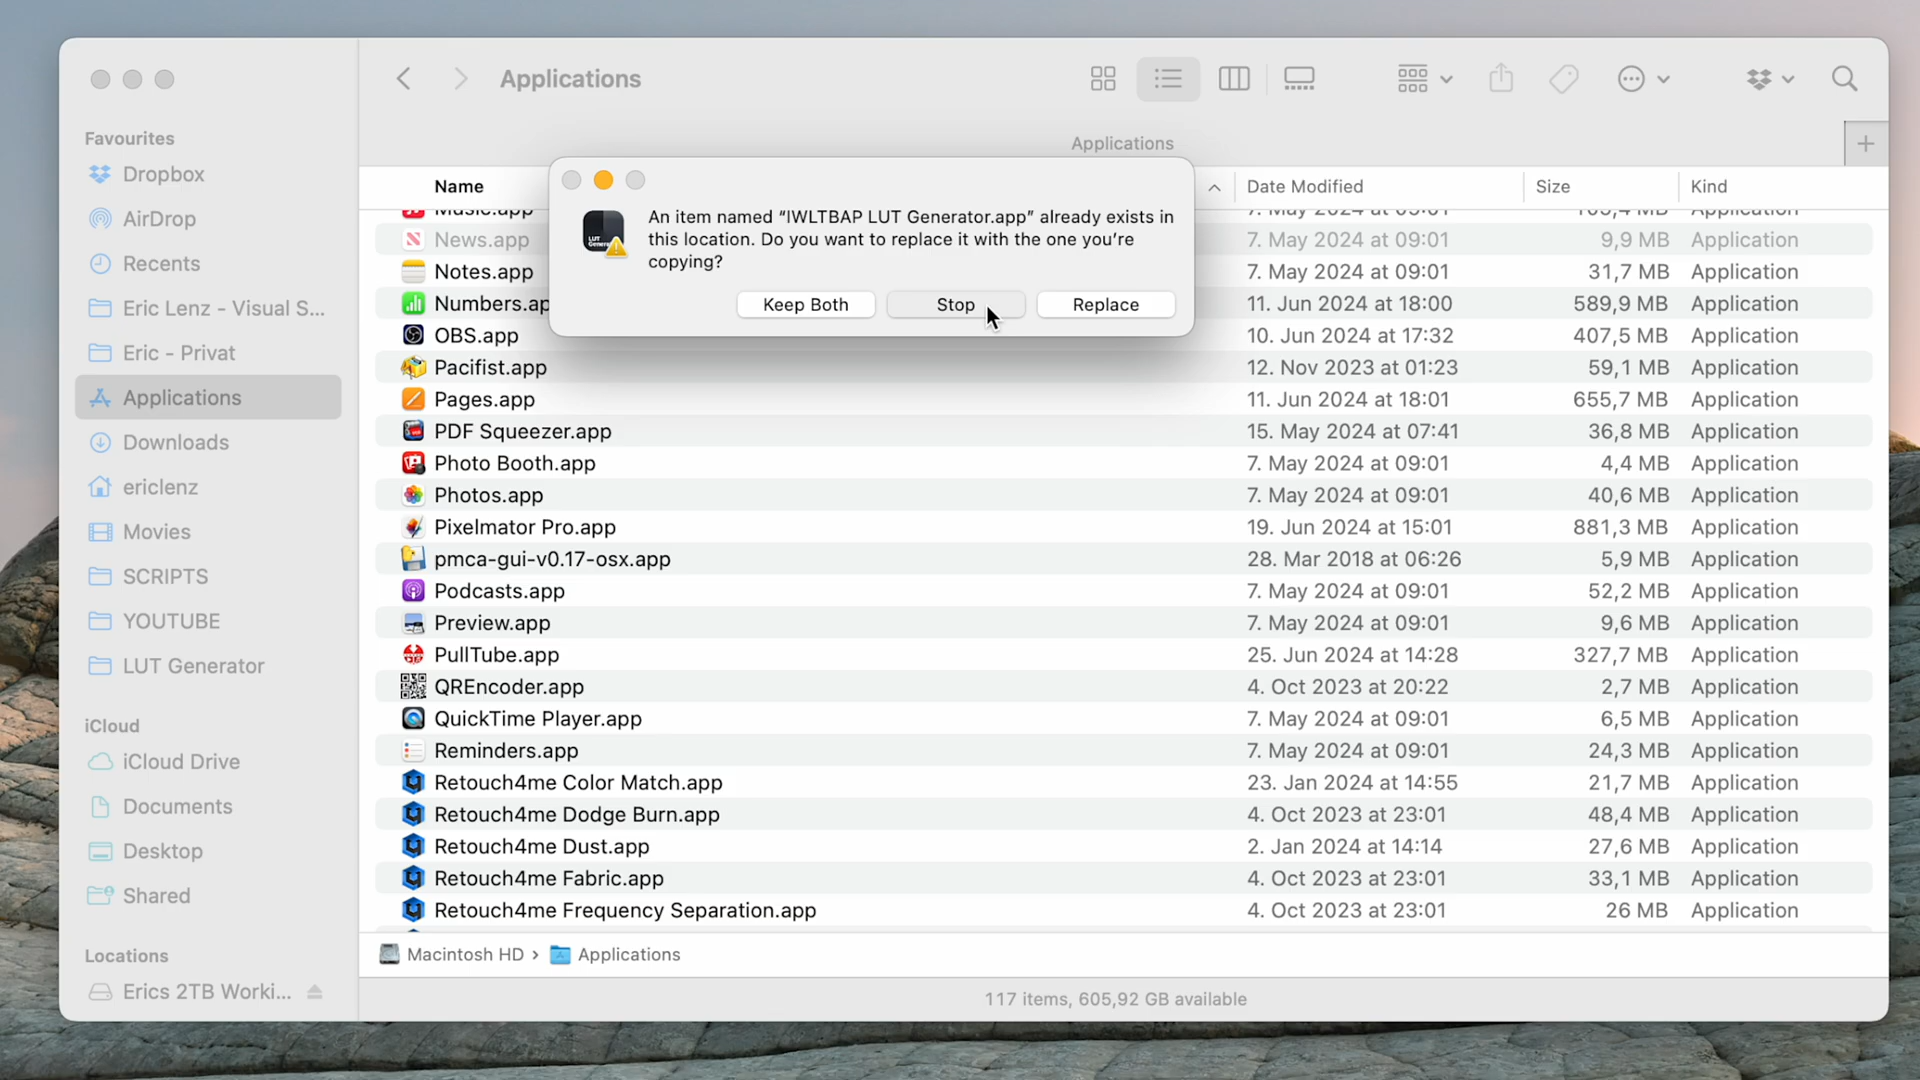 Applications
Favourites
Dropbox
AirDrop
Recents
Eric Lenz - Visual S...
Eric - Privat
Applications
Downloads
ericlenz
Movies
SCRIPTS
YOUTUBE
LUT Generator
iCloud
iCloud Drive
Documents
Desktop
Shared
Locations
Erics 2TB Worki...
Applications
Name Date Modified Size Kind
An item named “IWLTBAP LUT Generator.app” already exists in
this location. Do you want to replace it with the one you’re
copying?
Keep Both Stop Replace
Music.app 7. May 2024 at 09:01 Application
News.app 7. May 2024 at 09:01 9,9 MB Application
Notes.app 7. May 2024 at 09:01 31,7 MB Application
Numbers.ap 11. Jun 2024 at 18:00 589,9 MB Application
OBS.app 10. Jun 2024 at 17:32 407,5 MB Application
Pacifist.app 12. Nov 2023 at 01:23 59,1 MB Application
Pages.app 11. Jun 2024 at 18:01 655,7 MB Application
PDF Squeezer.app 15. May 2024 at 07:41 36,8 MB Application
Photo Booth.app 7. May 2024 at 09:01 4,4 MB Application
Photos.app 7. May 2024 at 09:01 40,6 MB Application
Pixelmator Pro.app 19. Jun 2024 at 15:01 881,3 MB Application
pmca-gui-v0.17-osx.app 28. Mar 2018 at 06:26 5,9 MB Application
Podcasts.app 7. May 2024 at 09:01 52,2 MB Application
Preview.app 7. May 2024 at 09:01 9,6 MB Application
PullTube.app 25. Jun 2024 at 14:28 327,7 MB Application
QREncoder.app 4. Oct 2023 at 20:22 2,7 MB Application
QuickTime Player.app 7. May 2024 at 09:01 6,5 MB Application
Reminders.app 7. May 2024 at 09:01 24,3 MB Application
Retouch4me Color Match.app 23. Jan 2024 at 14:55 21,7 MB Application
Retouch4me Dodge Burn.app 4. Oct 2023 at 23:01 48,4 MB Application
Retouch4me Dust.app 2. Jan 2024 at 14:14 27,6 MB Application
Retouch4me Fabric.app 4. Oct 2023 at 23:01 33,1 MB Application
Retouch4me Frequency Separation.app 4. Oct 2023 at 23:01 26 MB Application
Macintosh HD › Applications
117 items, 605,92 GB available